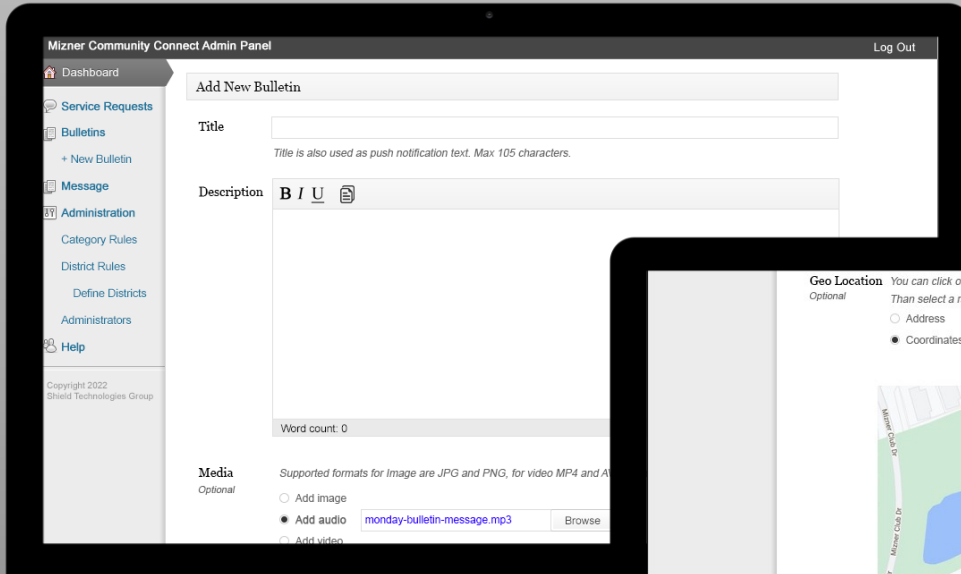 Mizner Community Connect Admin Panel
Log Out
Dashboard
Service Requests
Bulletins
+ New Bulletin
Message
Administration
Category Rules
District Rules
Define Districts
Administrators
Help
Copyright 2022
Shield Technologies Group
Add New Bulletin
Title
Title is also used as push notification text. Max 105 characters.
Description
B I U
Word count: 0
Media
Optional
Supported formats for Image are JPG and PNG, for video MP4 and
Add image
Add audio monday-bulletin-message.mp3 Browse
Add video
Geo Location You can click
Optional
Than select a
Address
Coordinates
Mizner Club Dr
Mizner Club Dr